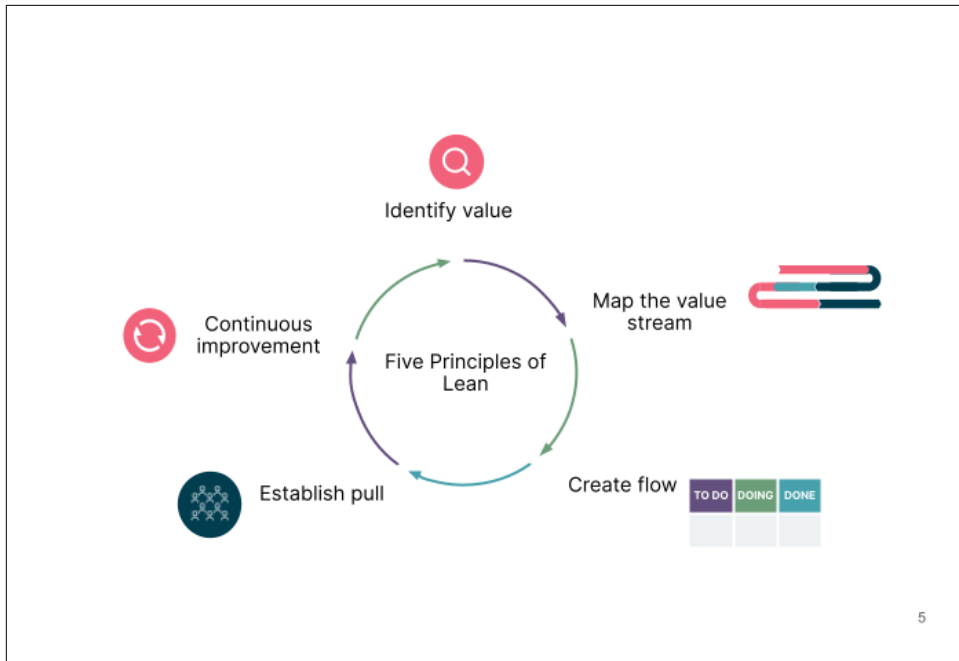 Identify value
Map the value
stream
Continuous
improvement
Five Principles of
Lean
Create flow
TO DO DOING DONE
Establish pull
5